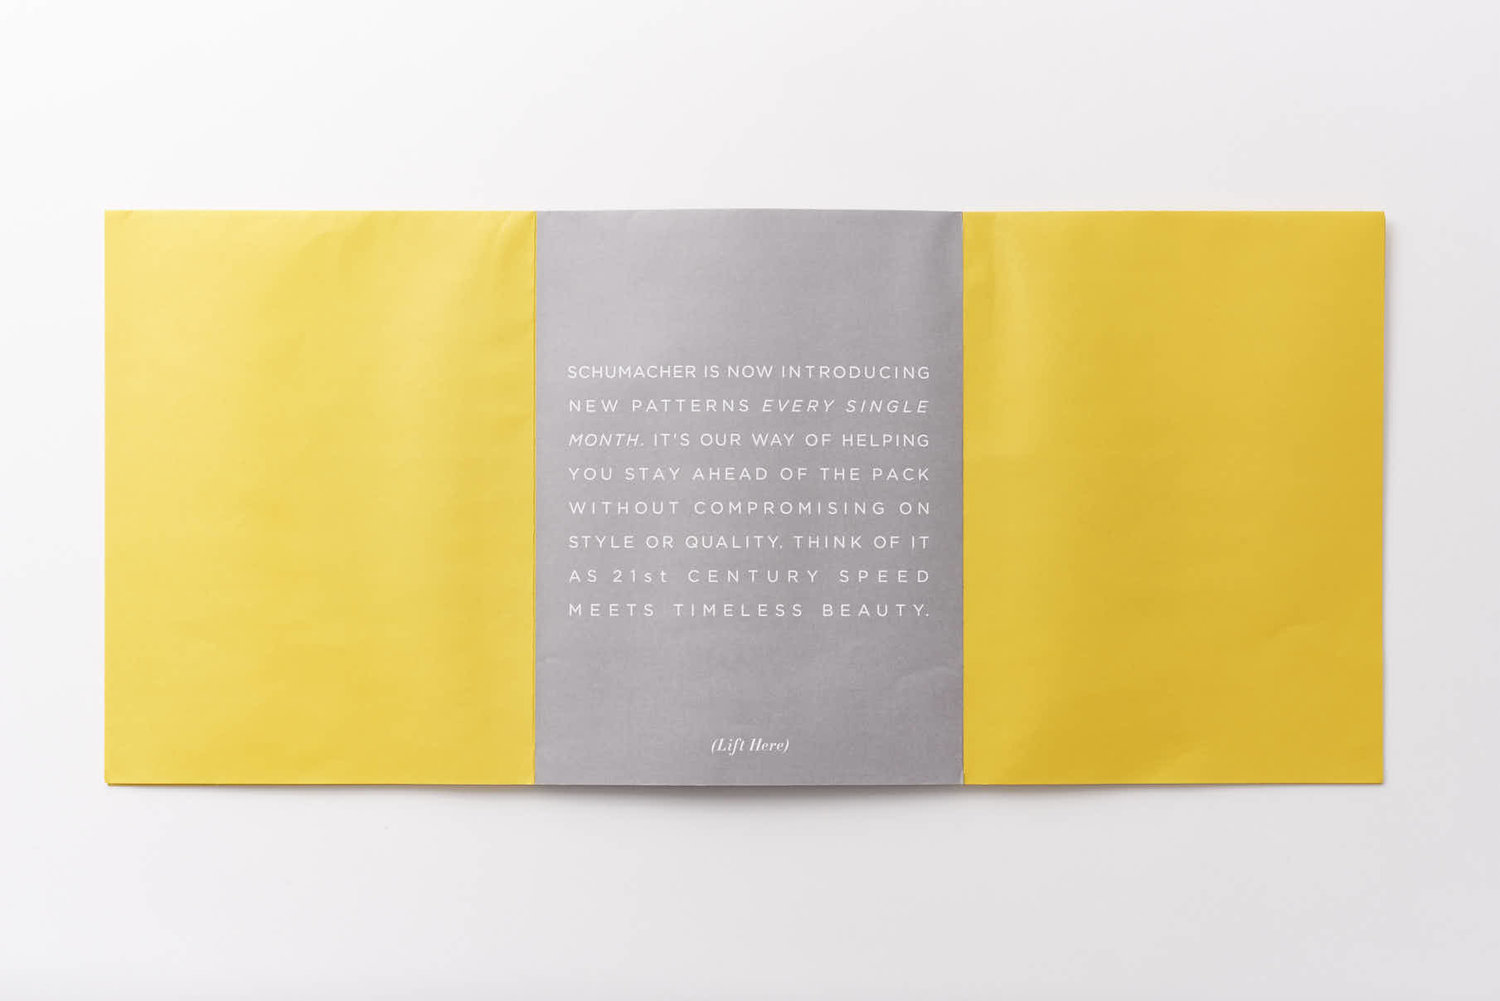 SCHUMACHER IS NOW INTRODUCING
NEW PATTERNS EVERY SINGLE
MONTH. IT'S OUR WAY OF HELPING
YOU STAY AHEAD OF THE PACK
WITHOUT COMPROMISING ON
STYLE OR QUALITY. THINK OF IT
AS 21st CENTURY SPEED
MEETS TIMELESS BEAUTY.
(Lift Here)